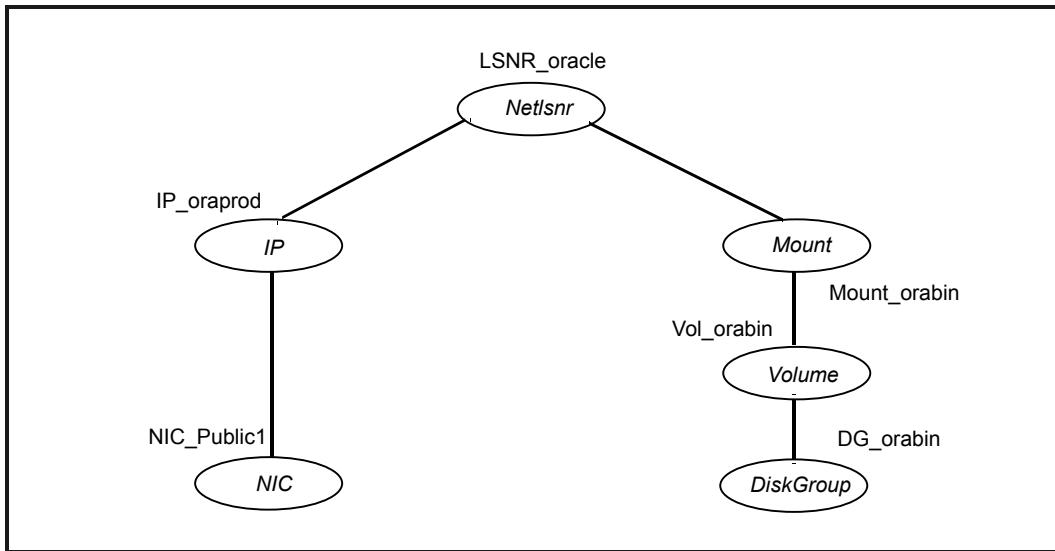 LSNR_oracle
Netlsnr
IP_oraprod
IP
Mount
Mount_orabin
Vol_orabin
Volume
NIC_Public1
DG_orabin
NIC
DiskGroup